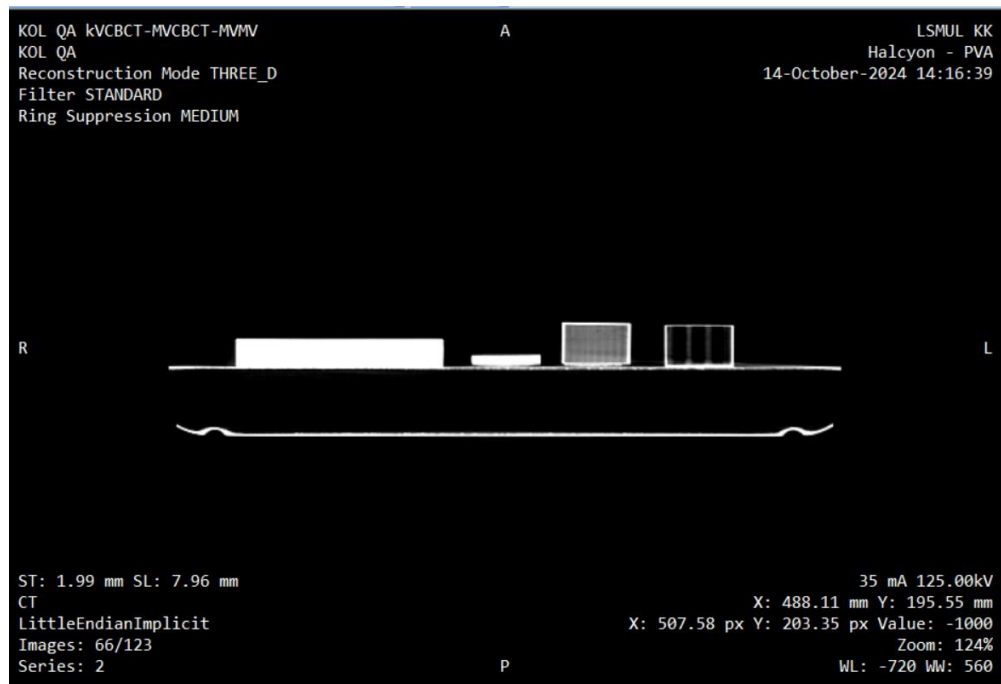 KOL QA kVCBCT-MVCBCT-MVMV
KOL QA
Reconstruction Mode THREE_D
Filter STANDARD
Ring Suppression MEDIUM
A
LSMUL KK
Halcyon - PVA
14-October-2024 14:16:39
R
L
ST: 1.99 mm SL: 7.96 mm
CT
LittleEndianImplicit
Images: 66/123
Series: 2
P
35 mA 125.00kV
X: 488.11 mm Y: 195.55 mm
X: 507.58 px Y: 203.35 px Value: -1000
Zoom: 124%
WL: -720 WW: 560